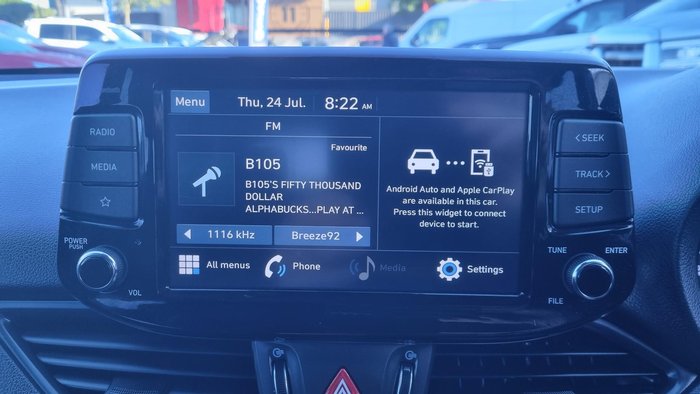 Menu Thu, 24 Jul. 8:22 AM
FM
Favourite
B105
B105'S FIFTY THOUSAND
DOLLAR
ALPHABUCKS...PLAY AT ...
1116 kHz Breeze92
Android Auto and Apple CarPlay
are available in this car.
Press this widget to connect
device to start.
All menus Phone Media Settings
RADIO
MEDIA
POWER
PUSH
VOL
< SEEK
TRACK >
SETUP
TUNE ENTER
FILE